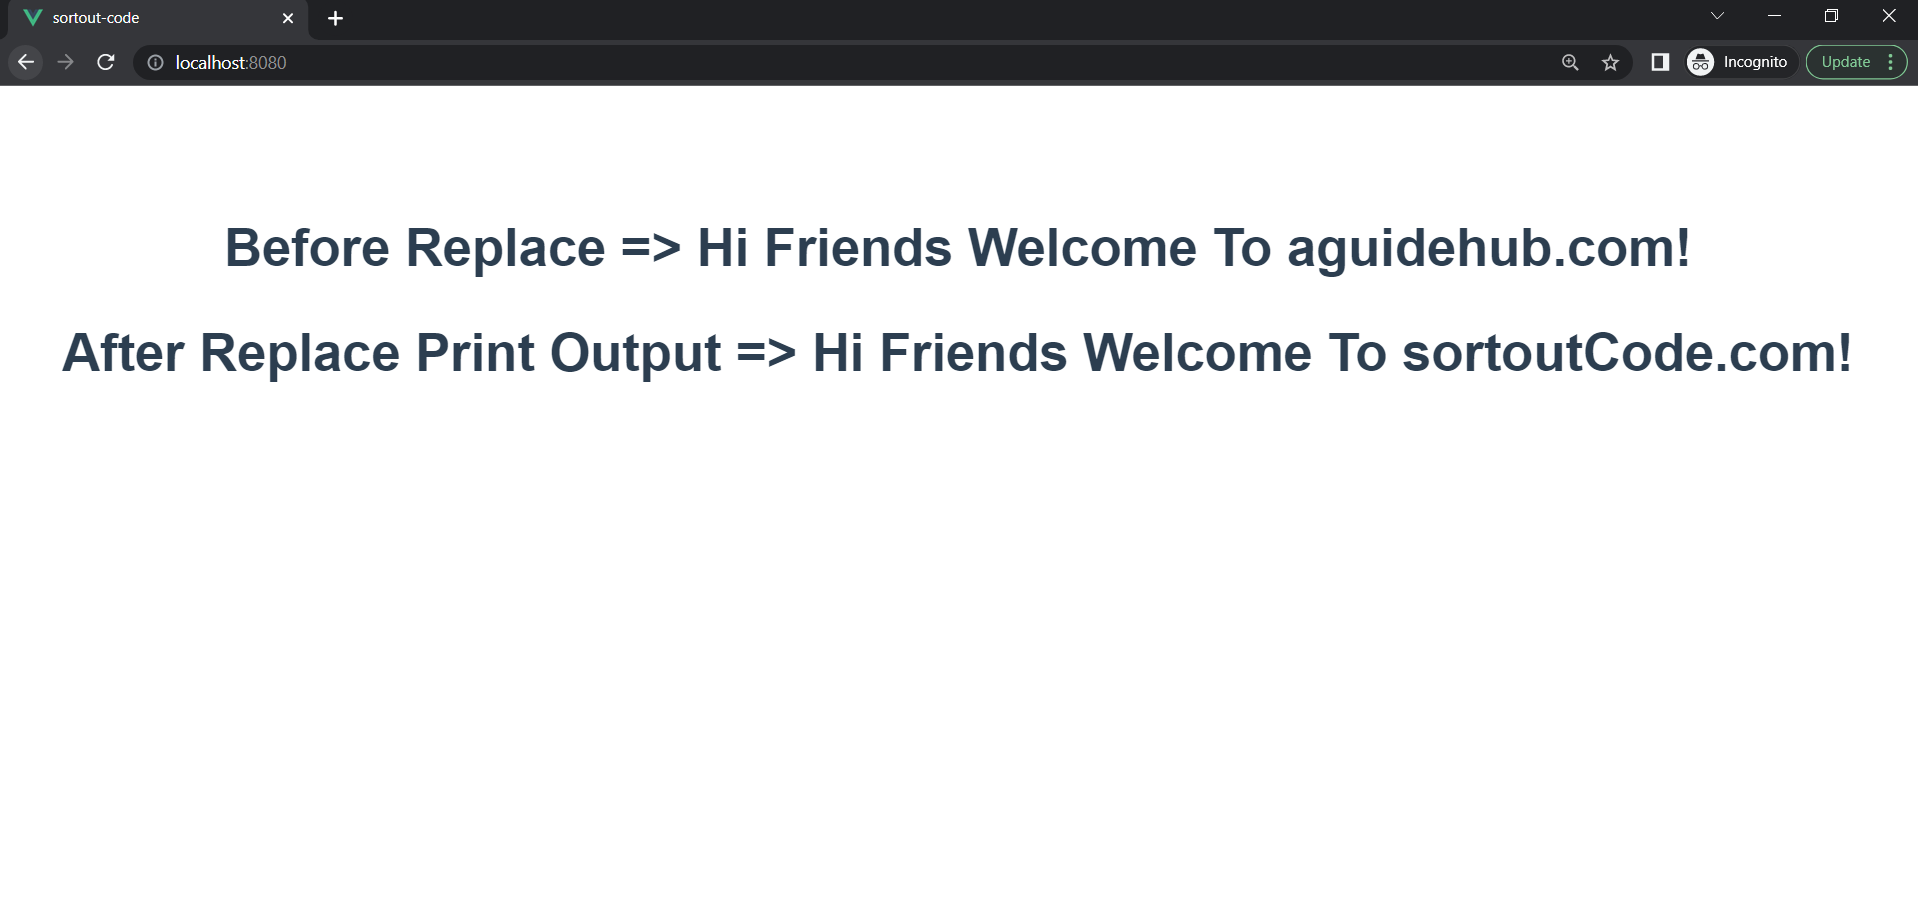 sortout-code
localhost:8080
Incognito
Update
Before Replace => Hi Friends Welcome To aguidehub.com!
After Replace Print Output => Hi Friends Welcome To sortoutCode.com!